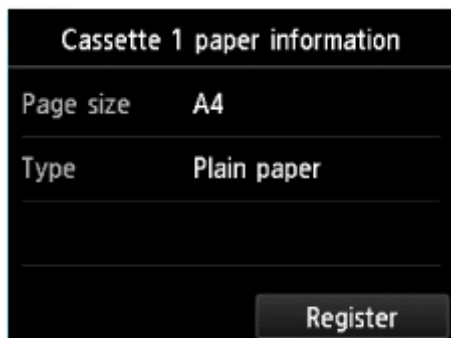 Cassette 1 paper information
Page size A4
Type Plain paper
Register